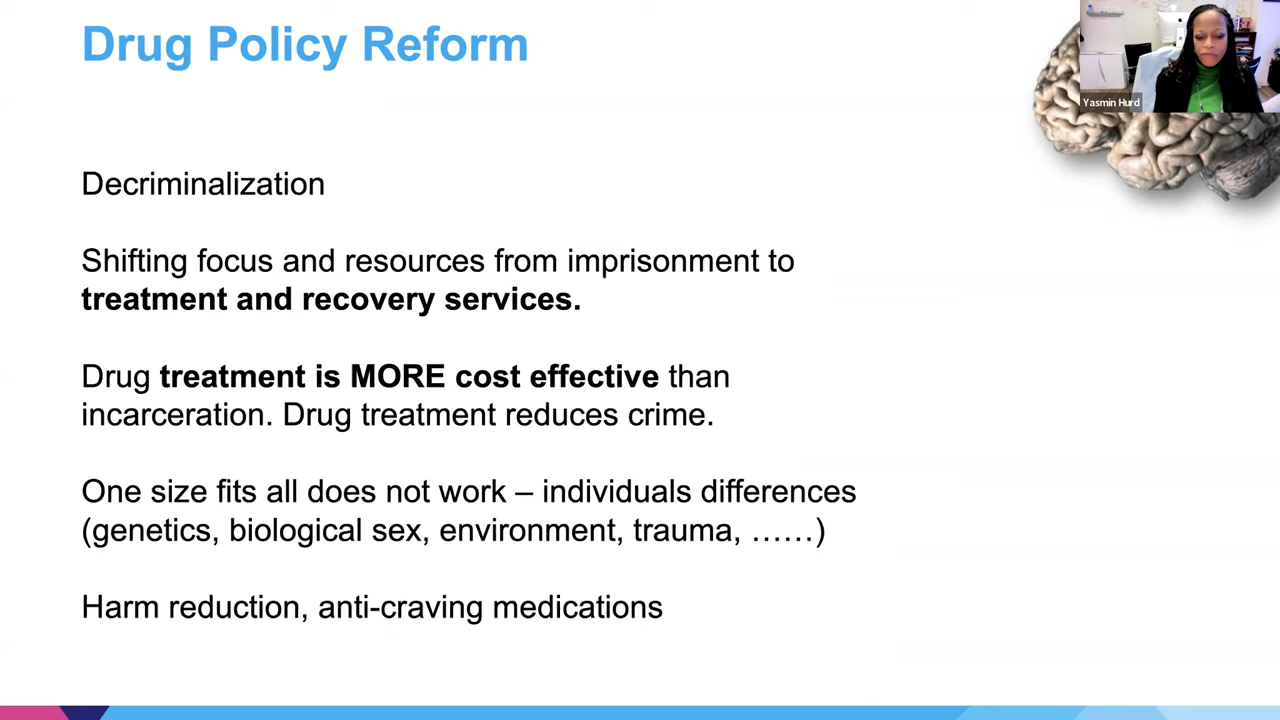 Drug Policy Reform
Yasmin Hurd
Decriminalization
Shifting focus and resources from imprisonment to
treatment and recovery services.
Drug treatment is MORE cost effective than
incarceration. Drug treatment reduces crime.
One size fits all does not work – individuals differences
(genetics, biological sex, environment, trauma, ......)
Harm reduction, anti-craving medications